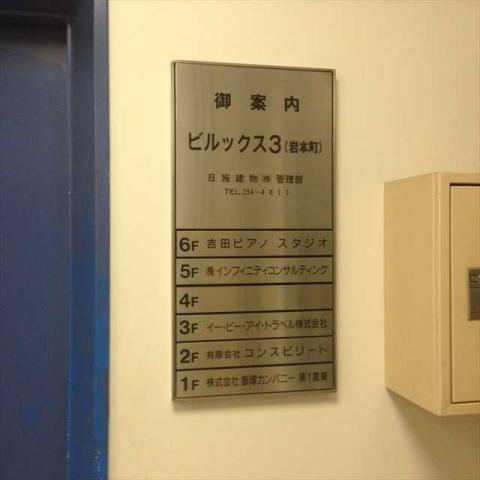 御案内
ビルックス3(岩本町)
日施建物㈱管理部
TEL.254-4811
6F 吉田ピアノ スタジオ
5F ㈱インフィニティコンサルティング
4F
3F イー・ピー・アイ・トラベル株式会社
2F 有限会社 コンスピリート
1F 株式会社 飯塚カンパニー 第1倉庫